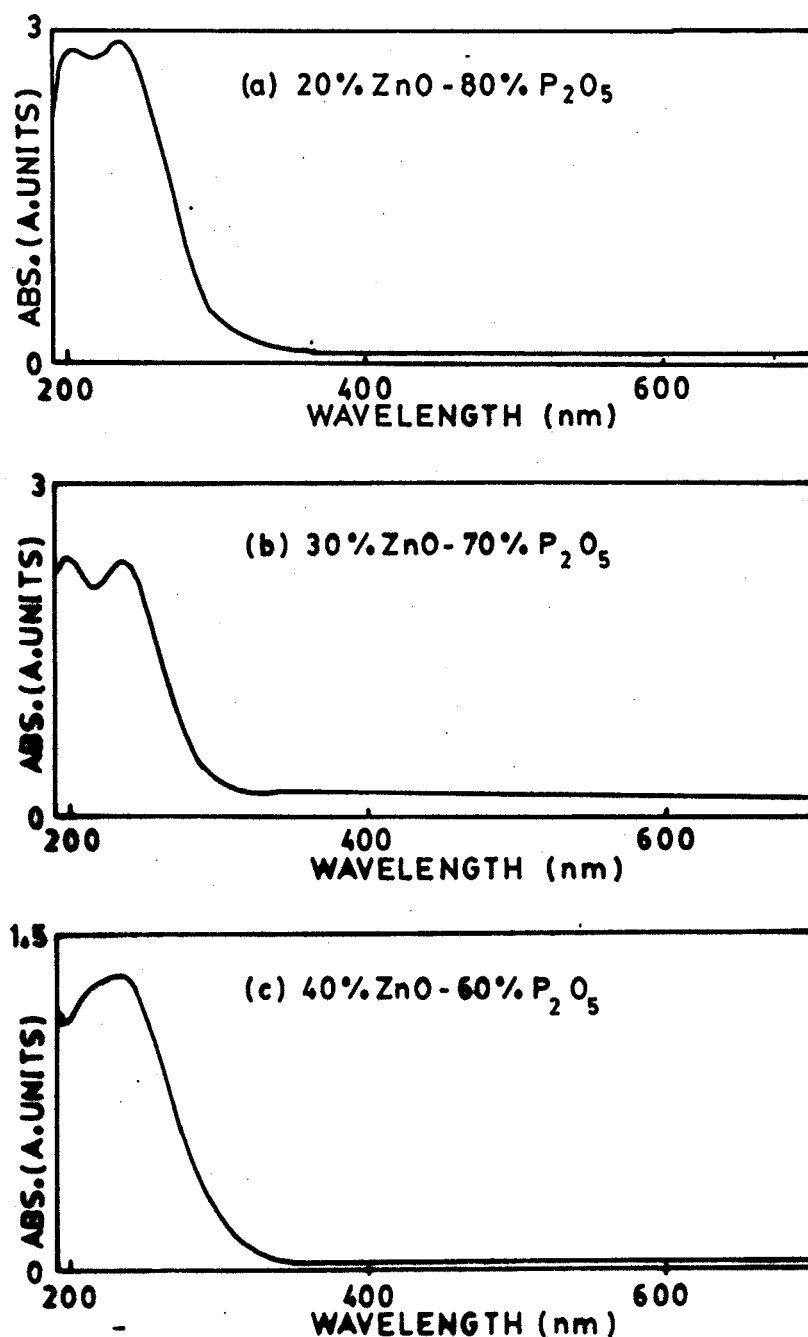 3
(a) 20% ZnO - 80% P2O5
ABS. (A. UNITS)
0
200 400 600
WAVELENGTH (nm)
3
(b) 30% ZnO - 70% P2O5
ABS. (A. UNITS)
0
200 400 600
WAVELENGTH (nm)
1.5
(c) 40% ZnO - 60% P2O5
ABS. (A. UNITS)
0
200 400 600
WAVELENGTH (nm)